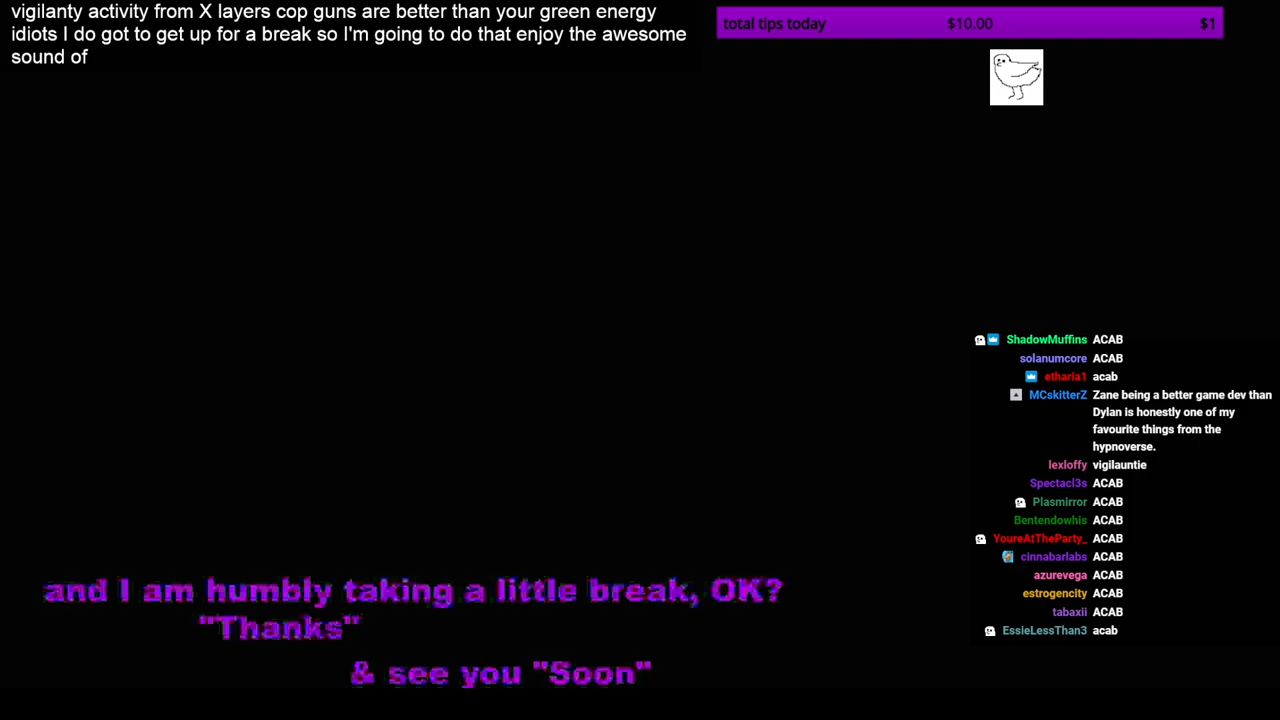 vigilanty activity from X layers cop guns are better than your green energy
idiots I do got to get up for a break so I'm going to do that enjoy the awesome
sound of
total tips today $10.00 $1
ShadowMuffins ACAB
solanumcore ACAB
etharia1 acab
MCskitterZ Zane being a better game dev than
Dylan is honestly one of my
favourite things from the
hypnoverse.
lexloffy vigilauntie
Spectacl3s ACAB
Plasmirror ACAB
Bentendowhis ACAB
YoureAtTheParty_ ACAB
cinnabarlabs ACAB
azurevega ACAB
estrogencity ACAB
tabaxii ACAB
EssieLessThan3 acab
and I am humbly taking a little break, OK?
"Thanks"
& see you "Soon"